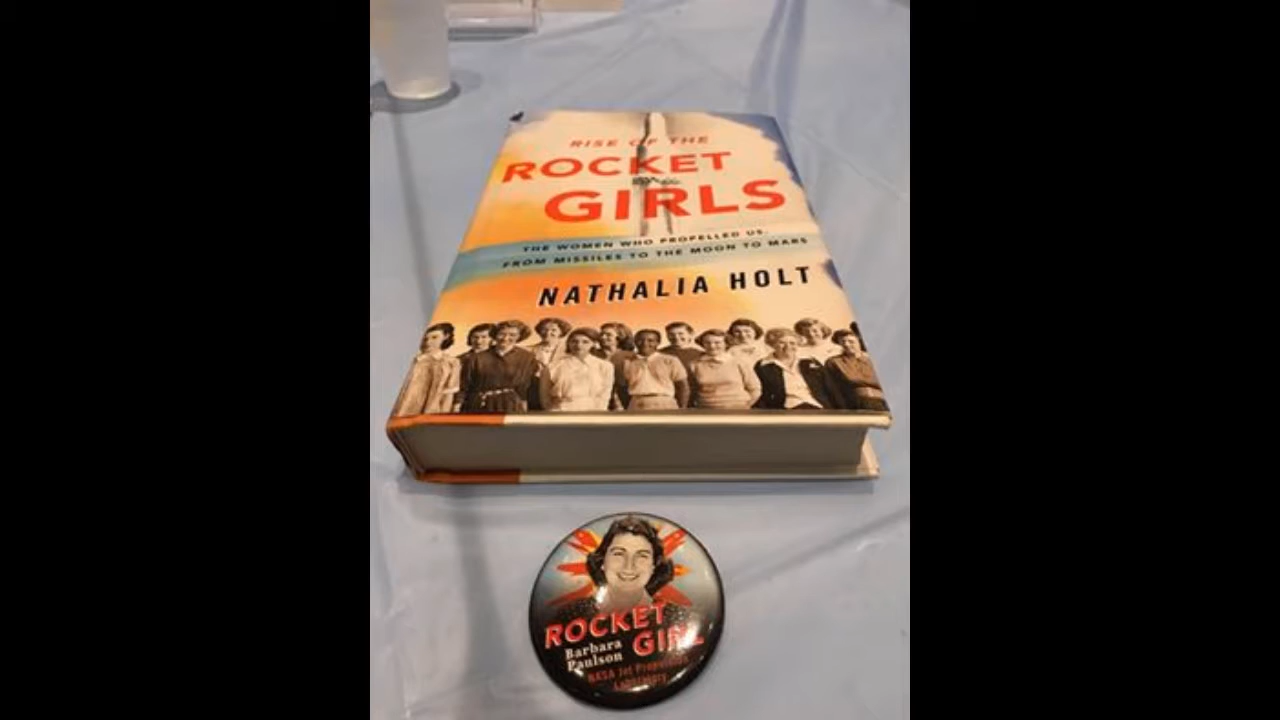 RISE OF THE
ROCKET
GIRLS
THE WOMEN WHO PROPELLED US,
FROM MISSILES TO THE MOON TO MARS
NATHALIA HOLT
ROCKET
GIRL
Barbara
Paulson
NASA Jet Propulsion
Laboratory